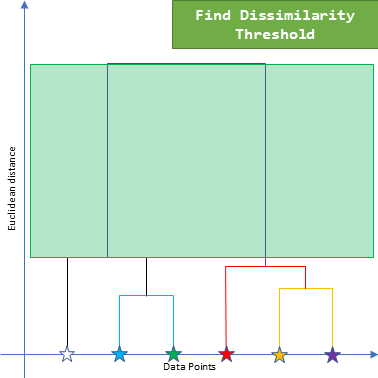 Find Dissimilarity
Threshold
Euclidean distance
Data Points